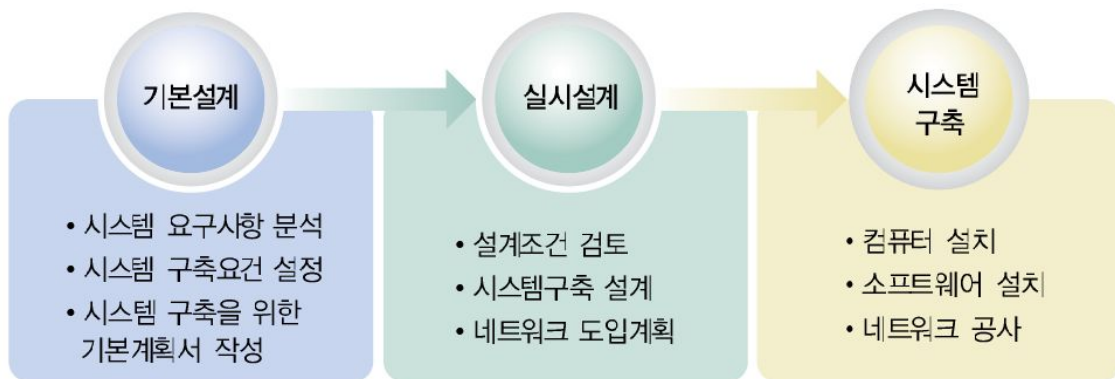 기본설계
• 시스템 요구사항 분석
• 시스템 구축요건 설정
• 시스템 구축을 위한
기본계획서 작성
실시설계
• 설계조건 검토
• 시스템구축 설계
• 네트워크 도입계획
시스템
구축
• 컴퓨터 설치
• 소프트웨어 설치
• 네트워크 공사